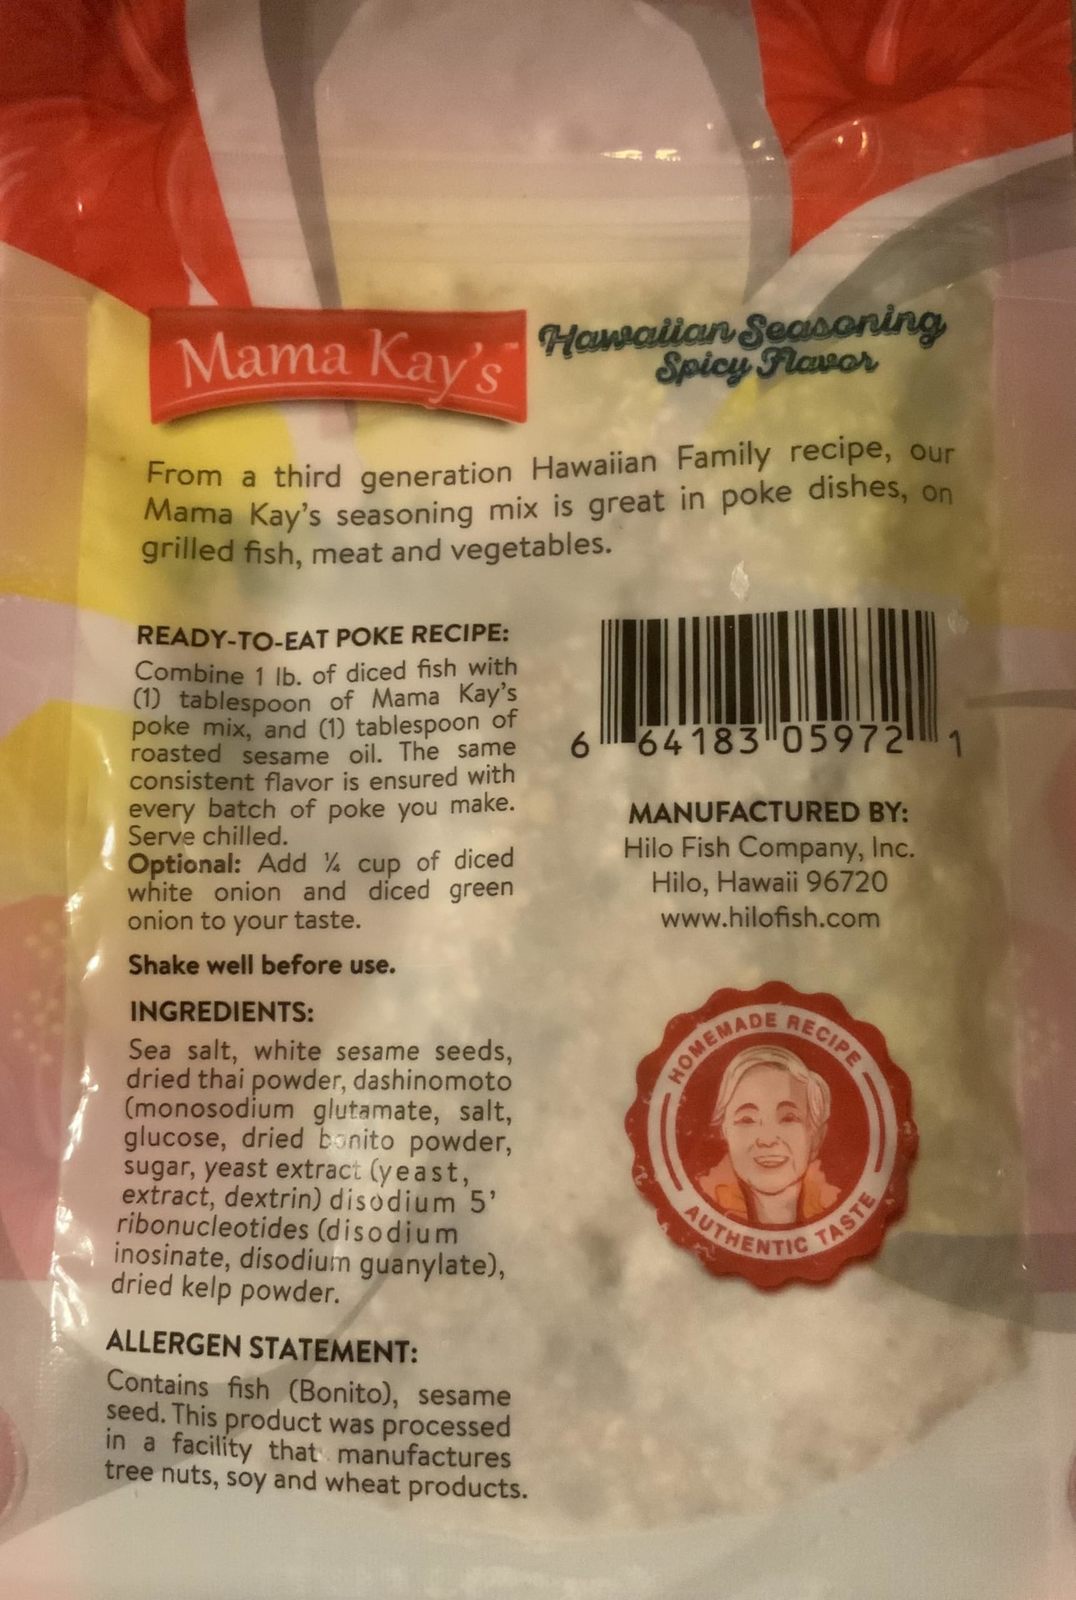 Mama Kay's™
Hawaiian Seasoning
Spicy Flavor
From a third generation Hawaiian Family recipe, our
Mama Kay's seasoning mix is great in poke dishes, on
grilled fish, meat and vegetables.
READY-TO-EAT POKE RECIPE:
Combine 1 lb. of diced fish with
(1) tablespoon of Mama Kay's
poke mix, and (1) tablespoon of
roasted sesame oil. The same
consistent flavor is ensured with
every batch of poke you make.
Serve chilled.
Optional: Add ¼ cup of diced
white onion and diced green
onion to your taste.
Shake well before use.
INGREDIENTS:
Sea salt, white sesame seeds,
dried thai powder, dashinomoto
(monosodium glutamate, salt,
glucose, dried bonito powder,
sugar, yeast extract (yeast,
extract, dextrin) disodium 5'
ribonucleotides (disodium
inosinate, disodium guanylate),
dried kelp powder.
ALLERGEN STATEMENT:
Contains fish (Bonito), sesame
seed. This product was processed
in a facility that manufactures
tree nuts, soy and wheat products.
6 64183 05972 1
MANUFACTURED BY:
Hilo Fish Company, Inc.
Hilo, Hawaii 96720
www.hilofish.com
HOMEMADE RECIPE
AUTHENTIC TASTE